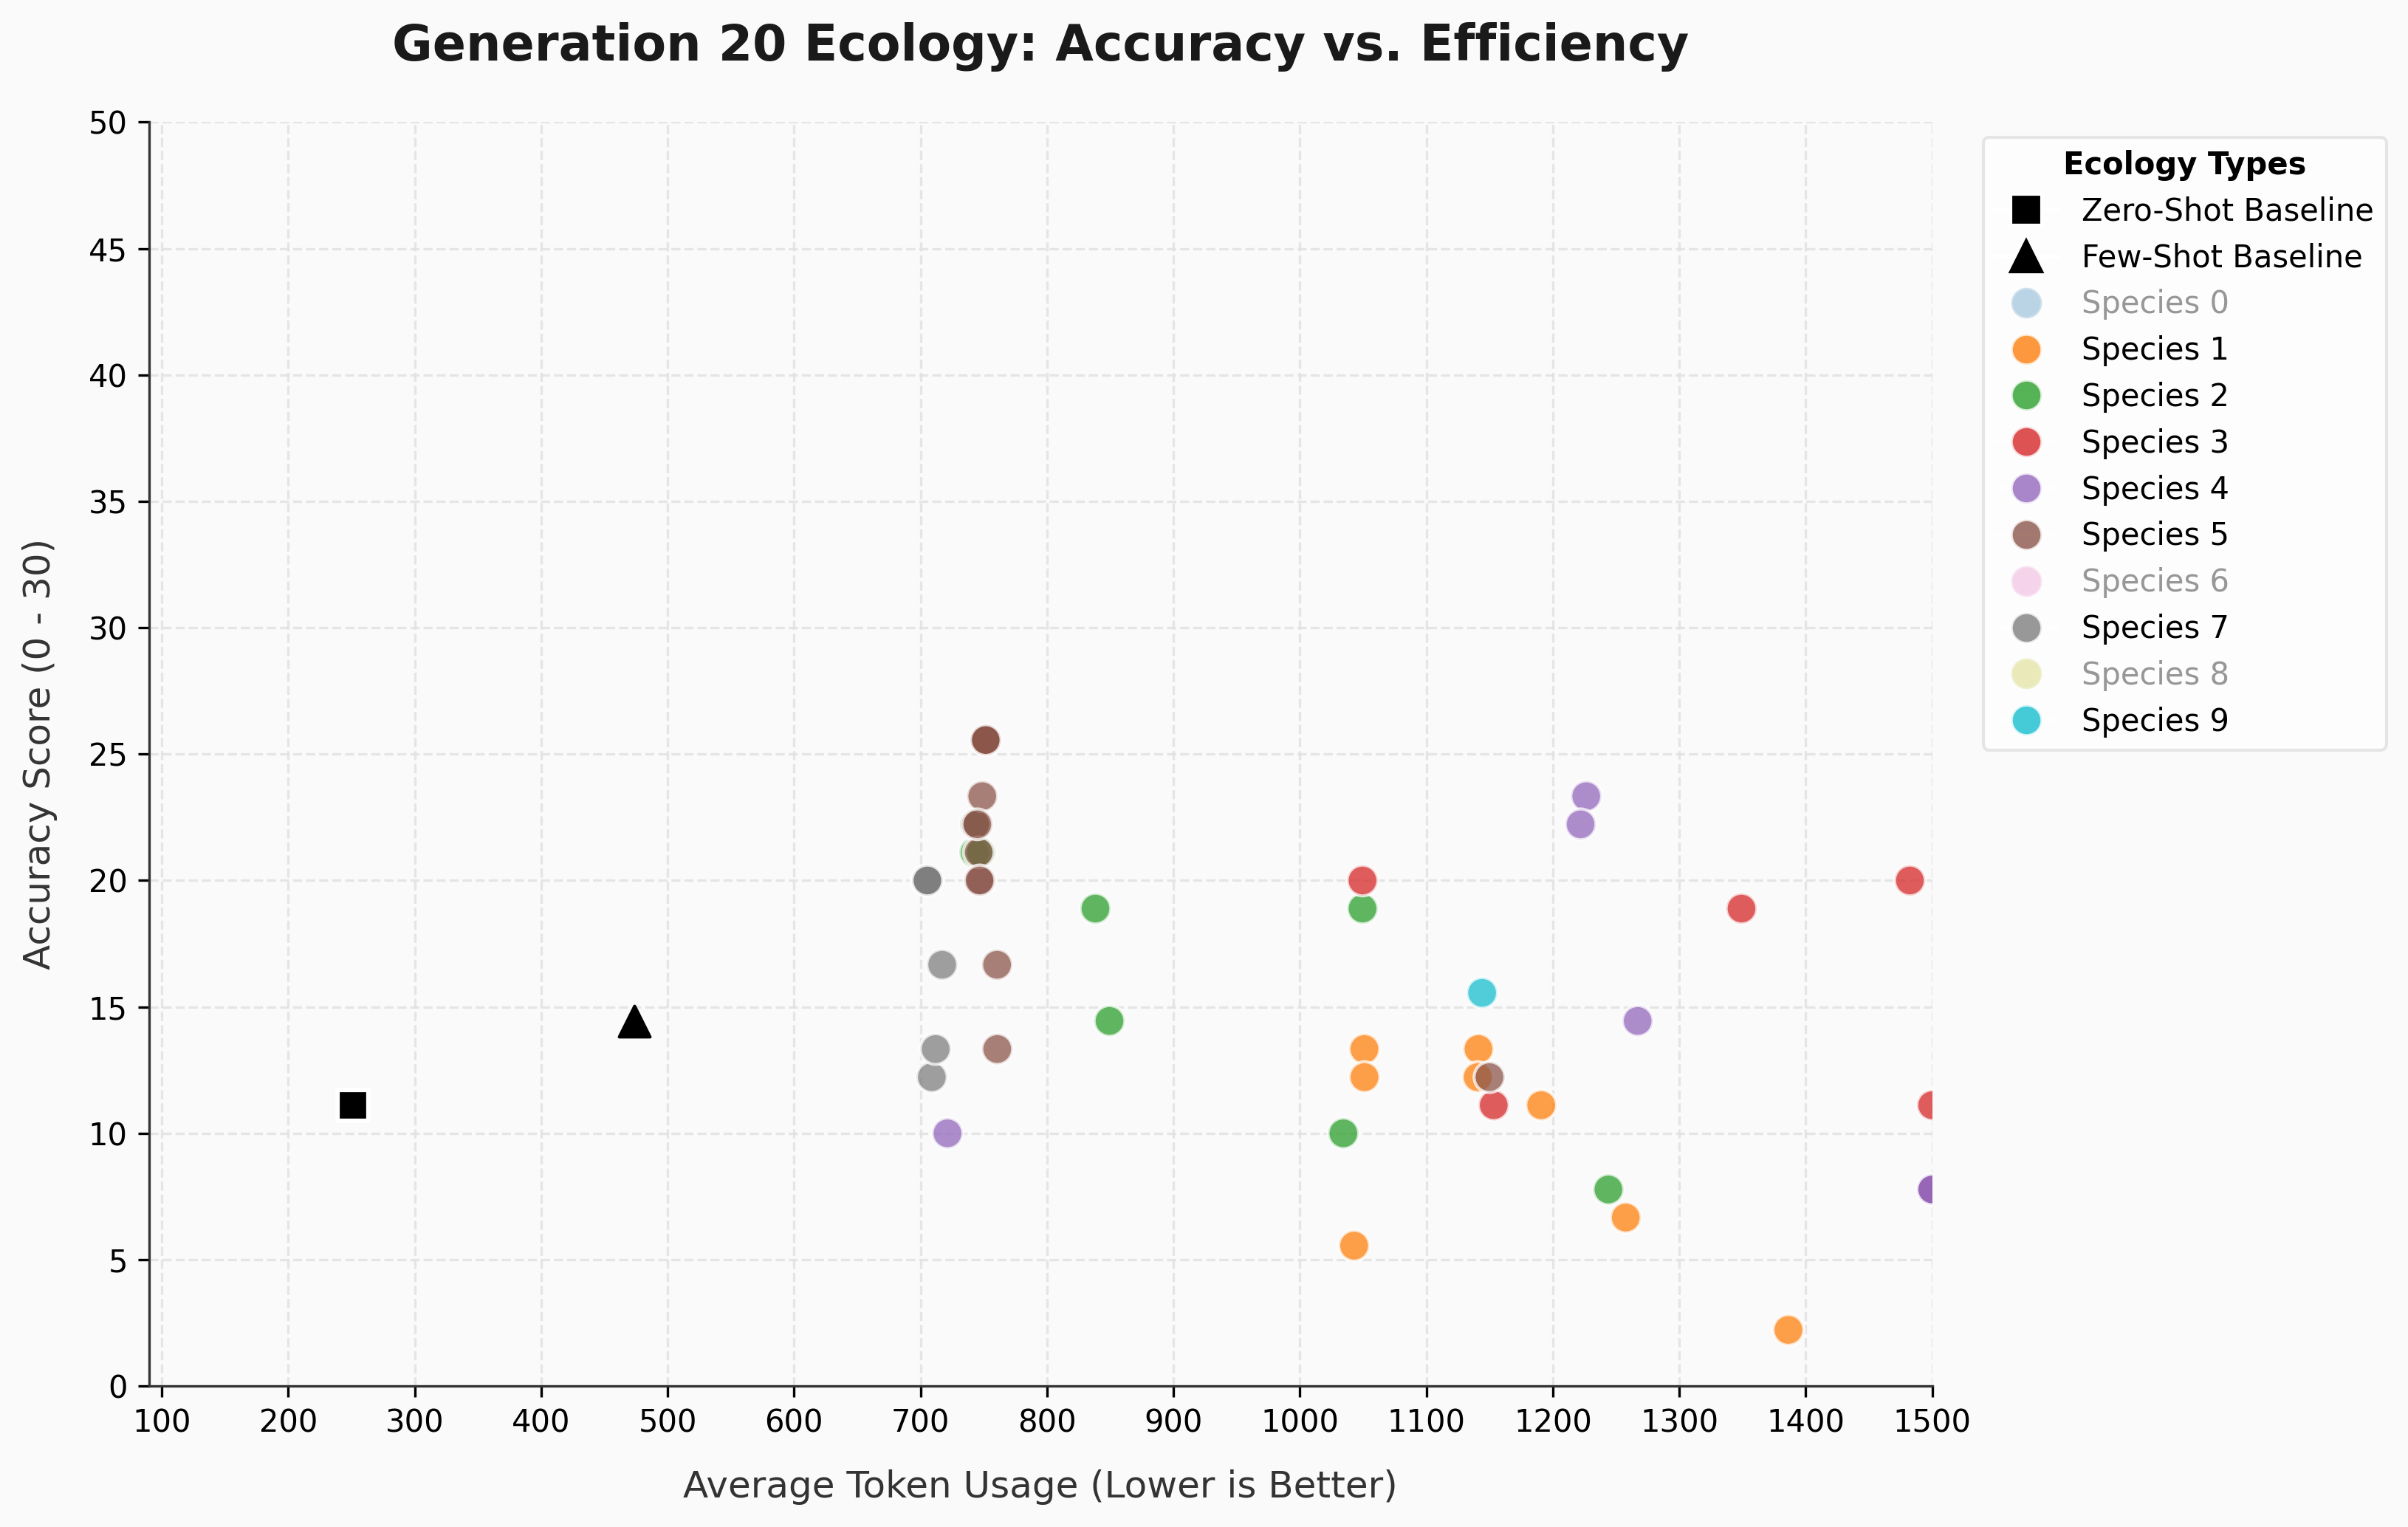 Generation 20 Ecology: Accuracy vs. Efficiency
50
45
40
35
30
25
20
15
10
5
0
Accuracy Score (0 - 30)
100 200 300 400 500 600 700 800 900 1000 1100 1200 1300 1400 1500
Average Token Usage (Lower is Better)
Ecology Types
Zero-Shot Baseline
Few-Shot Baseline
Species 0
Species 1
Species 2
Species 3
Species 4
Species 5
Species 6
Species 7
Species 8
Species 9